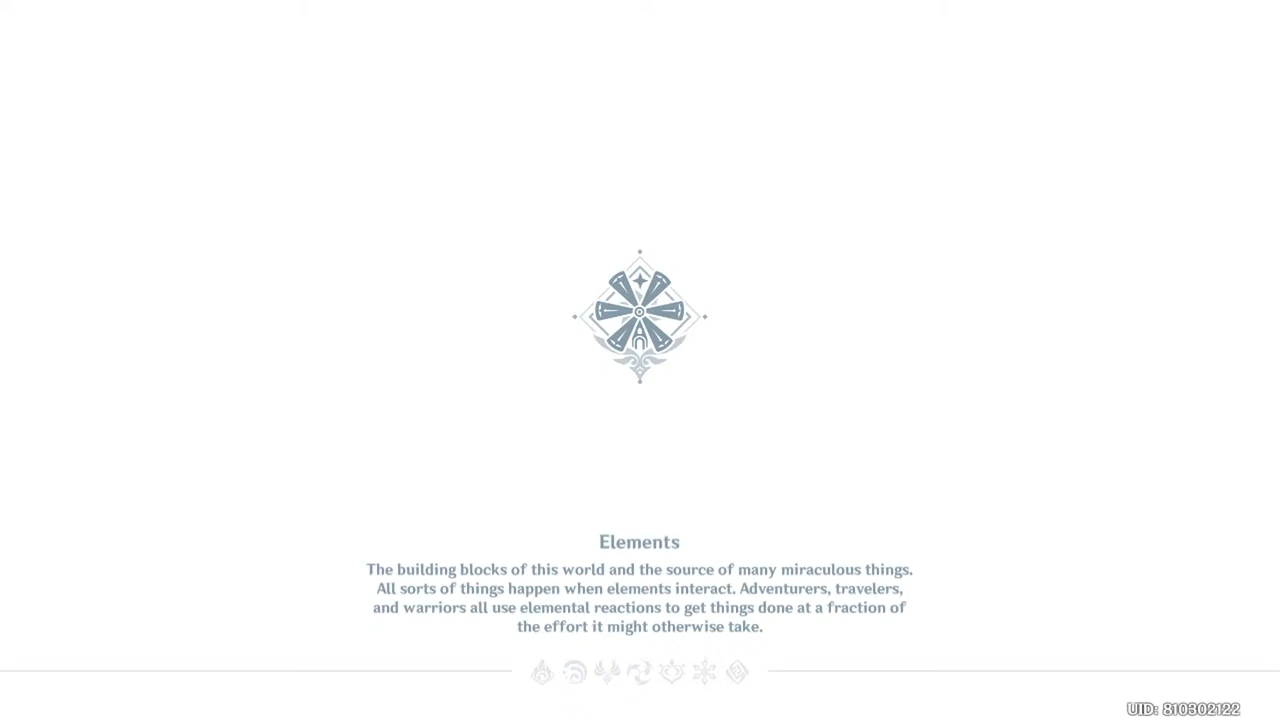 Elements
The building blocks of this world and the source of many miraculous things.
All sorts of things happen when elements interact. Adventurers, travelers,
and warriors all use elemental reactions to get things done at a fraction of
the effort it might otherwise take.
UID: 810302122